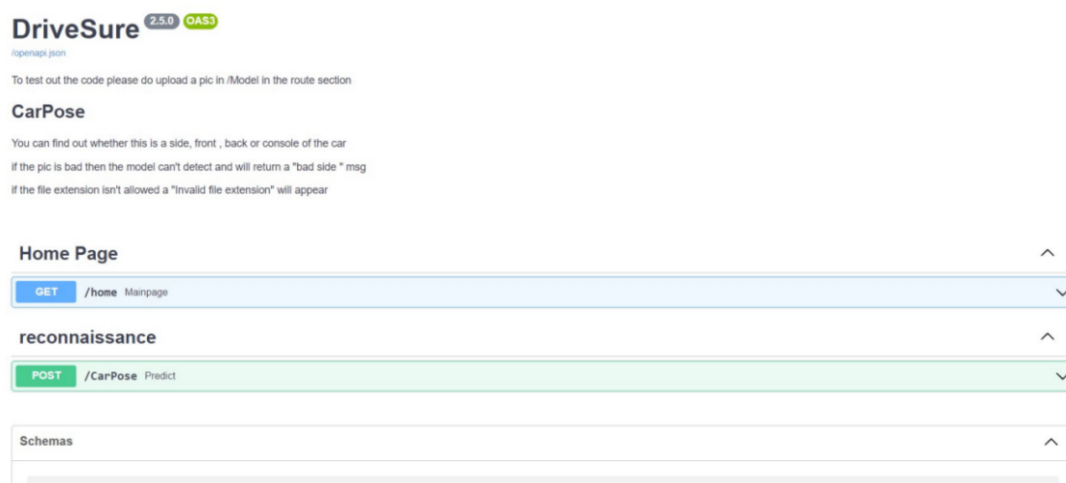 DriveSure 2.5.0 OAS3
/openapi.json
To test out the code please do upload a pic in /Model in the route section
CarPose
You can find out whether this is a side, front , back or console of the car
if the pic is bad then the model can't detect and will return a "bad side " msg
if the file extension isn't allowed a "Invalid file extension" will appear
Home Page
GET /home Mainpage
reconnaissance
POST /CarPose Predict
Schemas